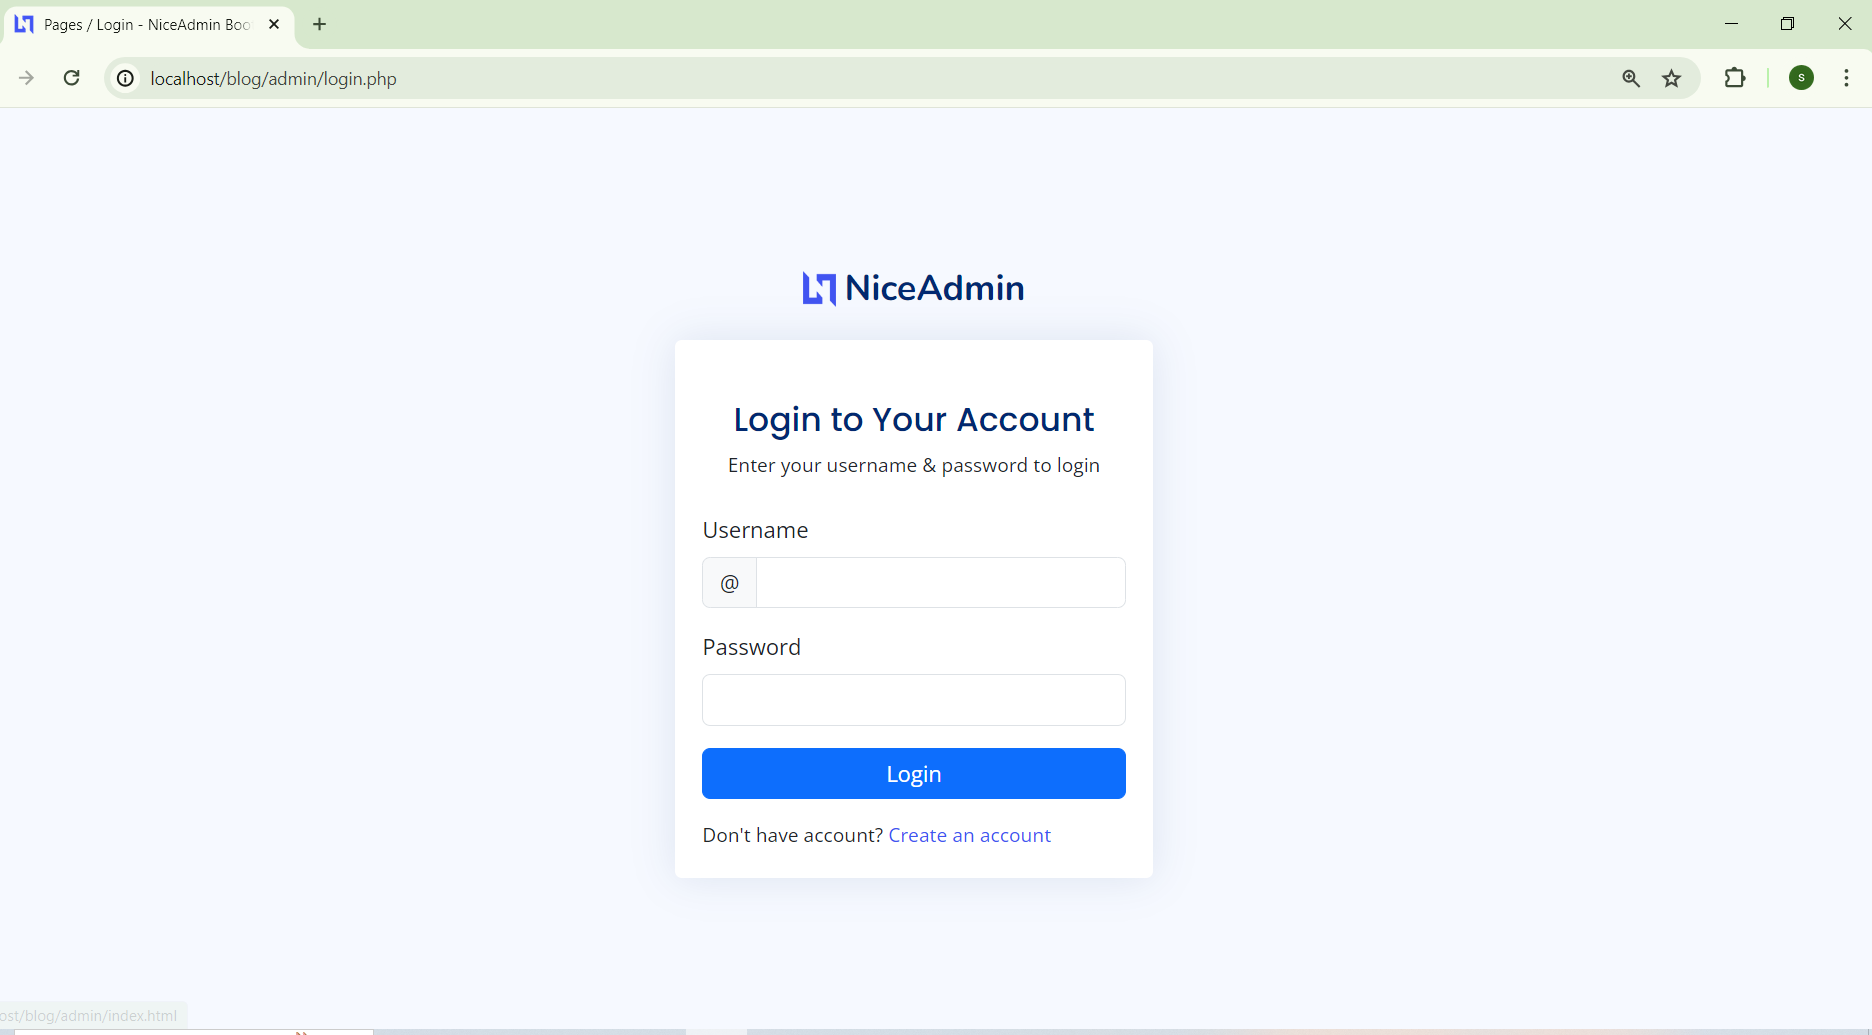 Pages / Login - NiceAdmin Boo
localhost/blog/admin/login.php
S
NiceAdmin
Login to Your Account
Enter your username & password to login
Username
@
Password
Login
Don't have account? Create an account
ost/blog/admin/index.html